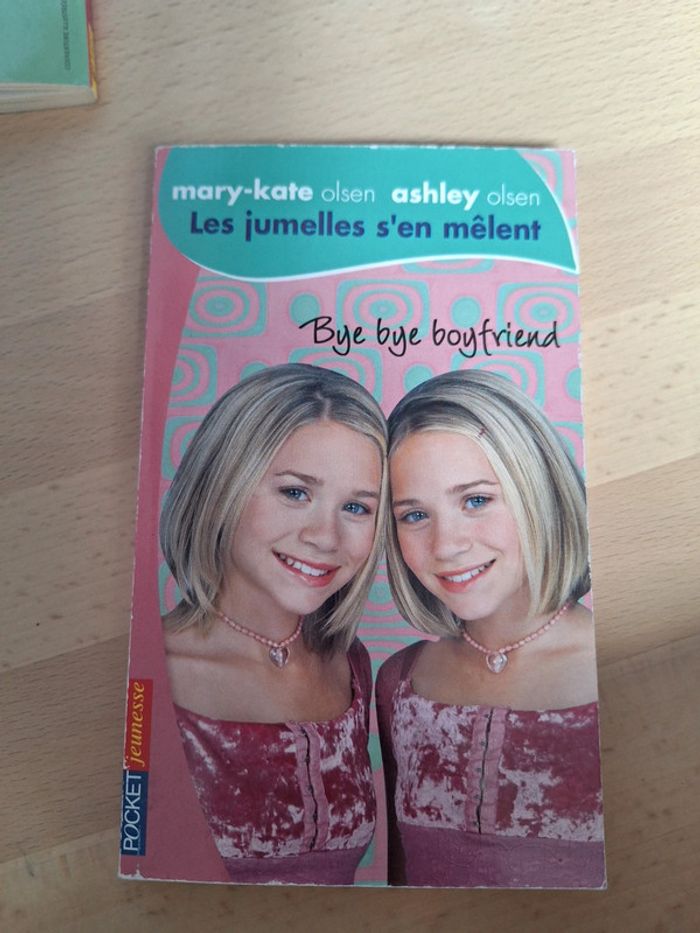 mary-kate olsen ashley olsen
Les jumelles s'en mêlent
Bye bye boyfriend
POCKET jeunesse